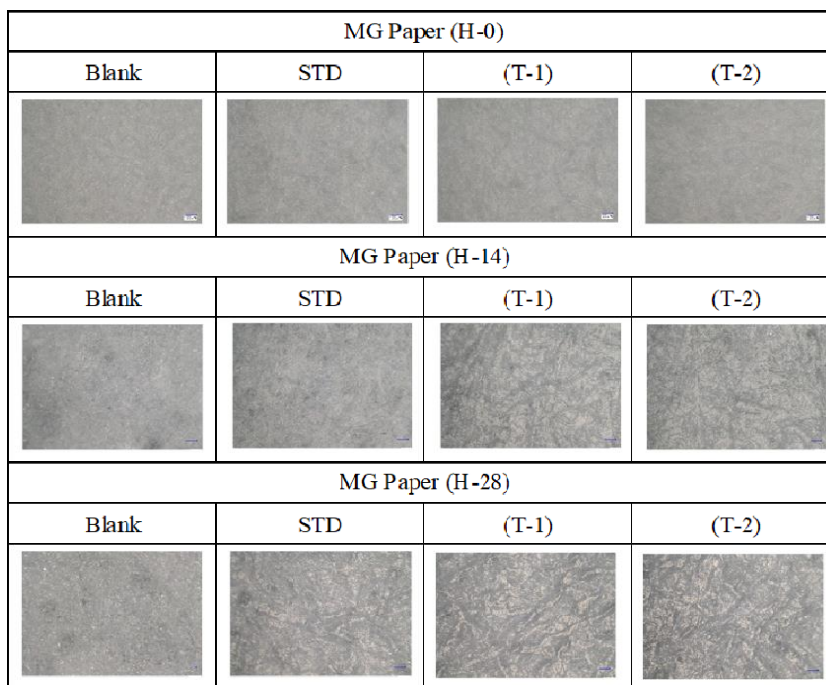 MG Paper (H-0)
Blank STD (T-1) (T-2)
MG Paper (H-14)
Blank STD (T-1) (T-2)
MG Paper (H-28)
Blank STD (T-1) (T-2)